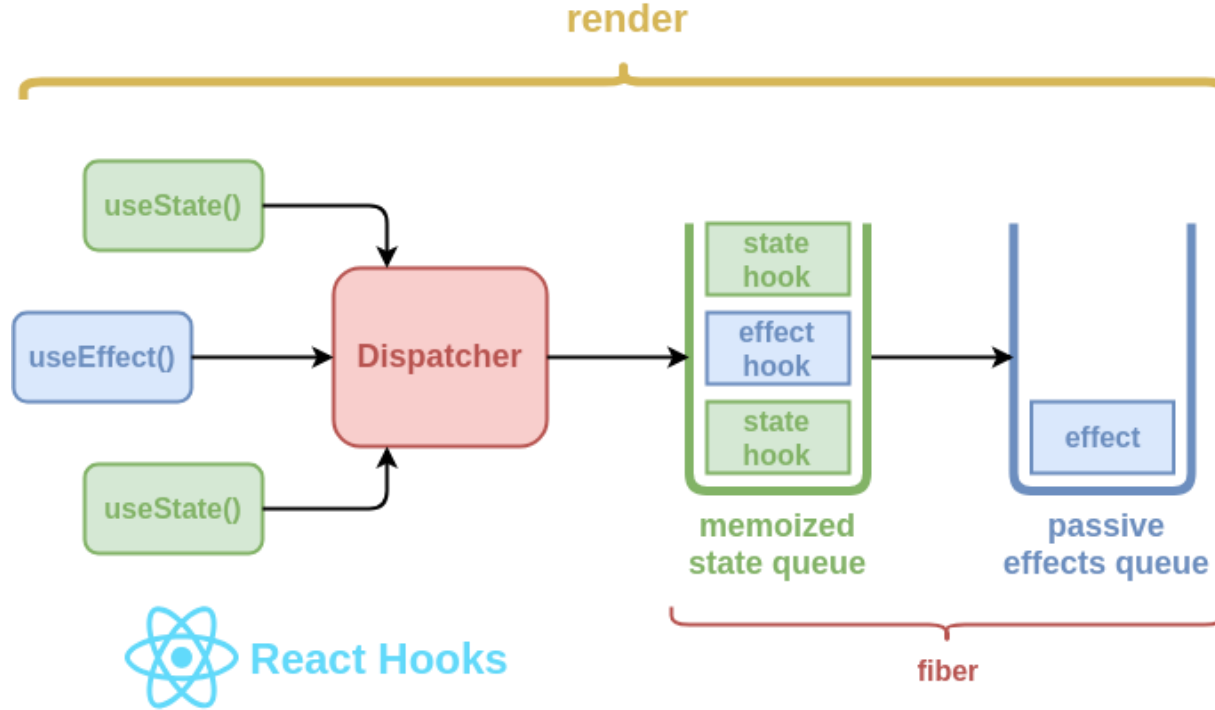 render
useState()
useEffect()
useState()
Dispatcher
state
hook
effect
hook
state
hook
memoized
state queue
effect
passive
effects queue
fiber
React Hooks